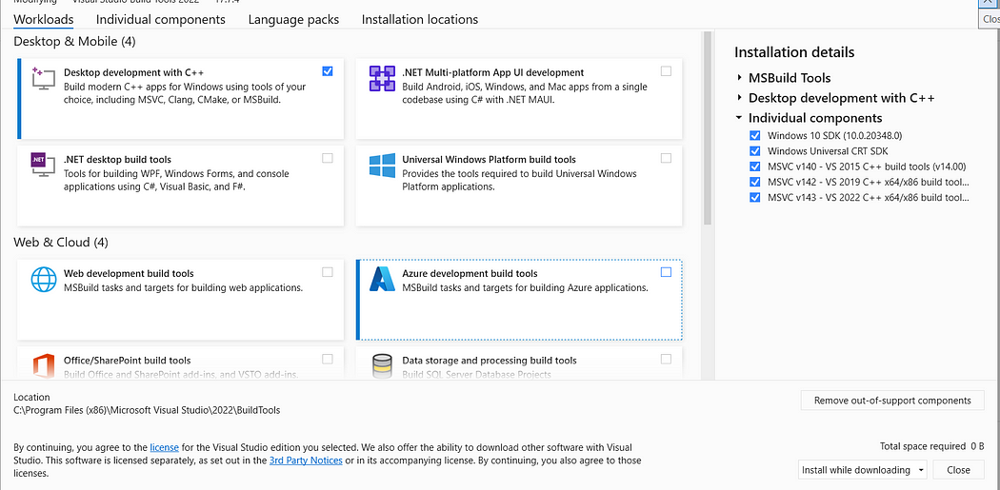 Modifying — Visual Studio Build Tools 2022 — 17.7.4
Workloads Individual components Language packs Installation locations
Clos
Desktop & Mobile (4)
Desktop development with C++
Build modern C++ apps for Windows using tools of your
choice, including MSVC, Clang, CMake, or MSBuild.
.NET Multi-platform App UI development
Build Android, iOS, Windows, and Mac apps from a single
codebase using C# with .NET MAUI.
.NET
.NET desktop build tools
Tools for building WPF, Windows Forms, and console
applications using C#, Visual Basic, and F#.
Universal Windows Platform build tools
Provides the tools required to build Universal Windows
Platform applications.
Web & Cloud (4)
Web development build tools
MSBuild tasks and targets for building web applications.
Azure development build tools
MSBuild tasks and targets for building Azure applications.
Office/SharePoint build tools
Build Office and SharePoint add-ins, and VSTO add-ins.
Data storage and processing build tools
Build SQL Server Database Projects
Installation details
MSBuild Tools
Desktop development with C++
Individual components
Windows 10 SDK (10.0.20348.0)
Windows Universal CRT SDK
MSVC v140 - VS 2015 C++ build tools (v14.00)
MSVC v142 - VS 2019 C++ x64/x86 build tool...
MSVC v143 - VS 2022 C++ x64/x86 build tool...
Location
C:\Program Files (x86)\Microsoft Visual Studio\2022\BuildTools
Remove out-of-support components
By continuing, you agree to the license for the Visual Studio edition you selected. We also offer the ability to download other software with Visual
Studio. This software is licensed separately, as set out in the 3rd Party Notices or in its accompanying license. By continuing, you also agree to those
licenses.
Total space required 0 B
Install while downloading
Close